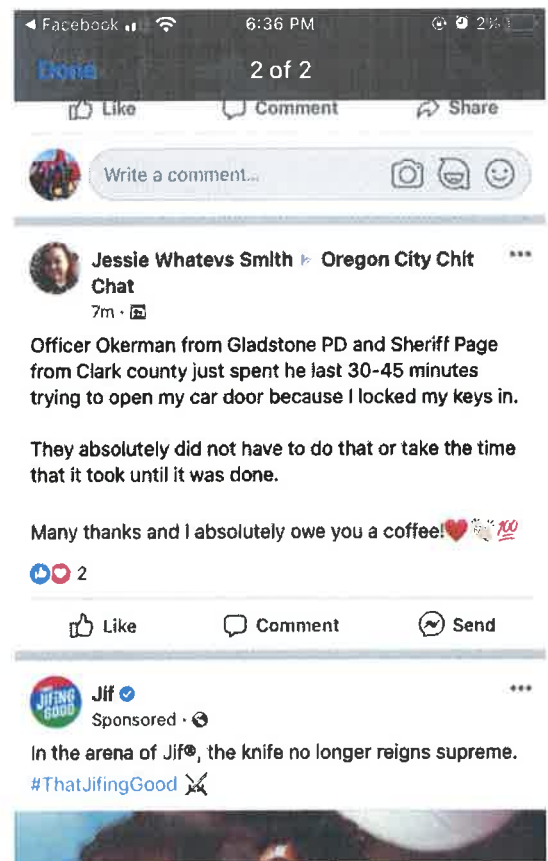 ◀ Facebook 6:36 PM 2%
Done 2 of 2
Like Comment Share
Write a comment...
Jessie Whatevs Smith ▸ Oregon City Chit
Chat
7m ·
Officer Okerman from Gladstone PD and Sheriff Page
from Clark county just spent he last 30-45 minutes
trying to open my car door because I locked my keys in.
They absolutely did not have to do that or take the time
that it took until it was done.
Many thanks and I absolutely owe you a coffee!❤️👏💯
2
Like Comment Send
JIFING
GOOD
Jif
Sponsored ·
In the arena of Jif®, the knife no longer reigns supreme.
#ThatJifingGood ⚔